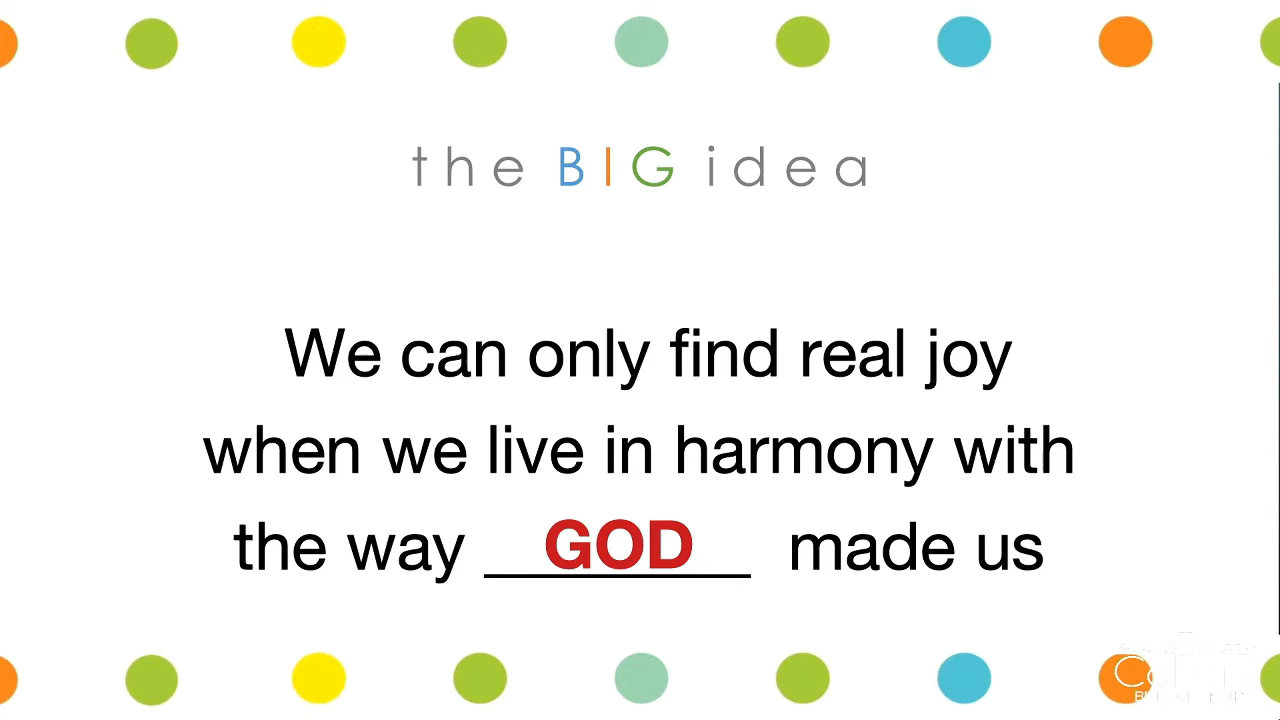 the BIG idea
We can only find real joy
when we live in harmony with
the way GOD made us